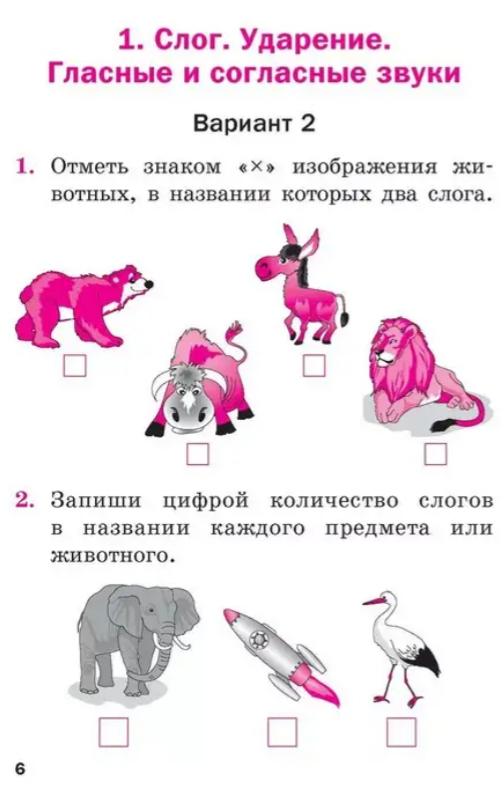 1. Слог. Ударение.
Гласные и согласные звуки
Вариант 2
1. Отметь знаком «×» изображения жи-
вотных, в названии которых два слога.
2. Запиши цифрой количество слогов
в названии каждого предмета или
животного.
6